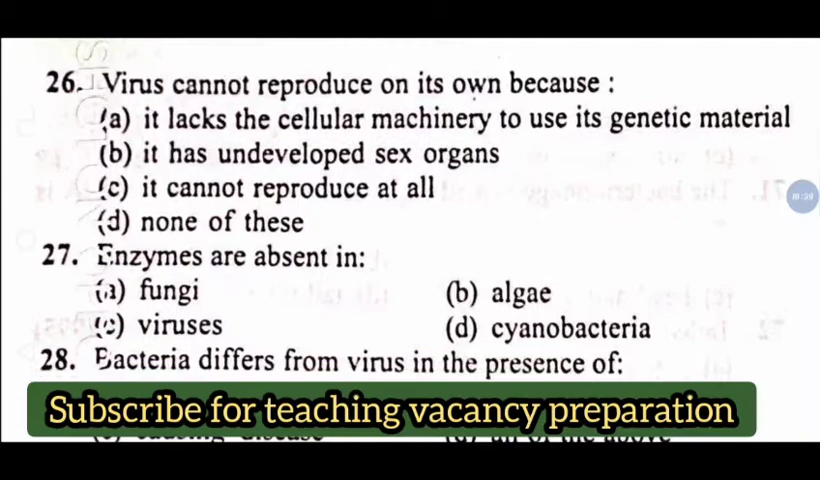 26. Virus cannot reproduce on its own because :
(a) it lacks the cellular machinery to use its genetic material
(b) it has undeveloped sex organs
(c) it cannot reproduce at all
(d) none of these
27. Enzymes are absent in:
(a) fungi (b) algae
(c) viruses (d) cyanobacteria
28. Bacteria differs from virus in the presence of:
Subscribe for teaching vacancy preparation